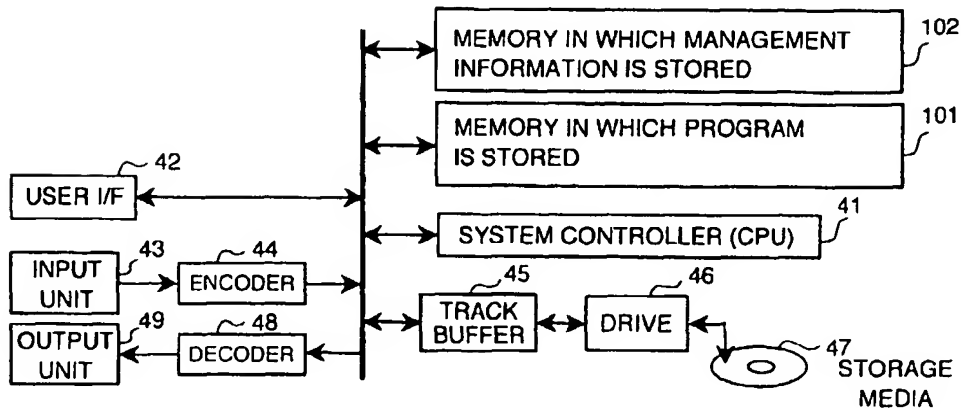 102
MEMORY IN WHICH MANAGEMENT
INFORMATION IS STORED
101
MEMORY IN WHICH PROGRAM
IS STORED
42
USER I/F
41
SYSTEM CONTROLLER (CPU)
43
INPUT
UNIT
44
ENCODER
45
TRACK
BUFFER
46
DRIVE
49
OUTPUT
UNIT
48
DECODER
47
STORAGE
MEDIA